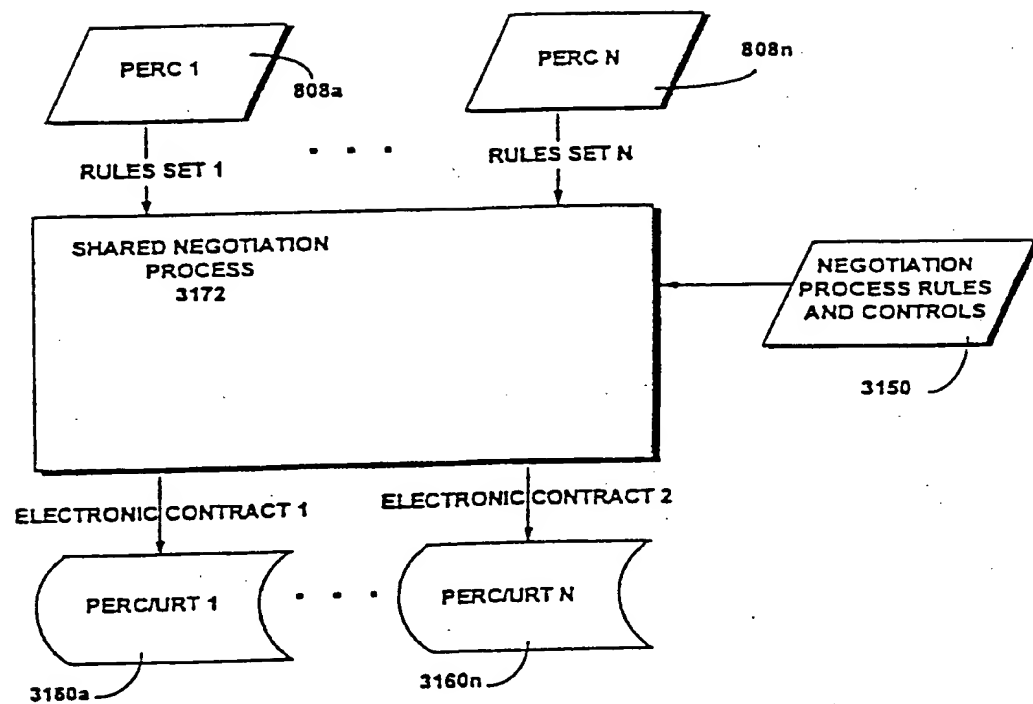 PERC 1
808a
PERC N
808n
RULES SET 1
RULES SET N
SHARED NEGOTIATION
PROCESS
3172
NEGOTIATION
PROCESS RULES
AND CONTROLS
3150
ELECTRONIC CONTRACT 1
ELECTRONIC CONTRACT 2
PERC/URT 1
PERC/URT N
3160a
3160n